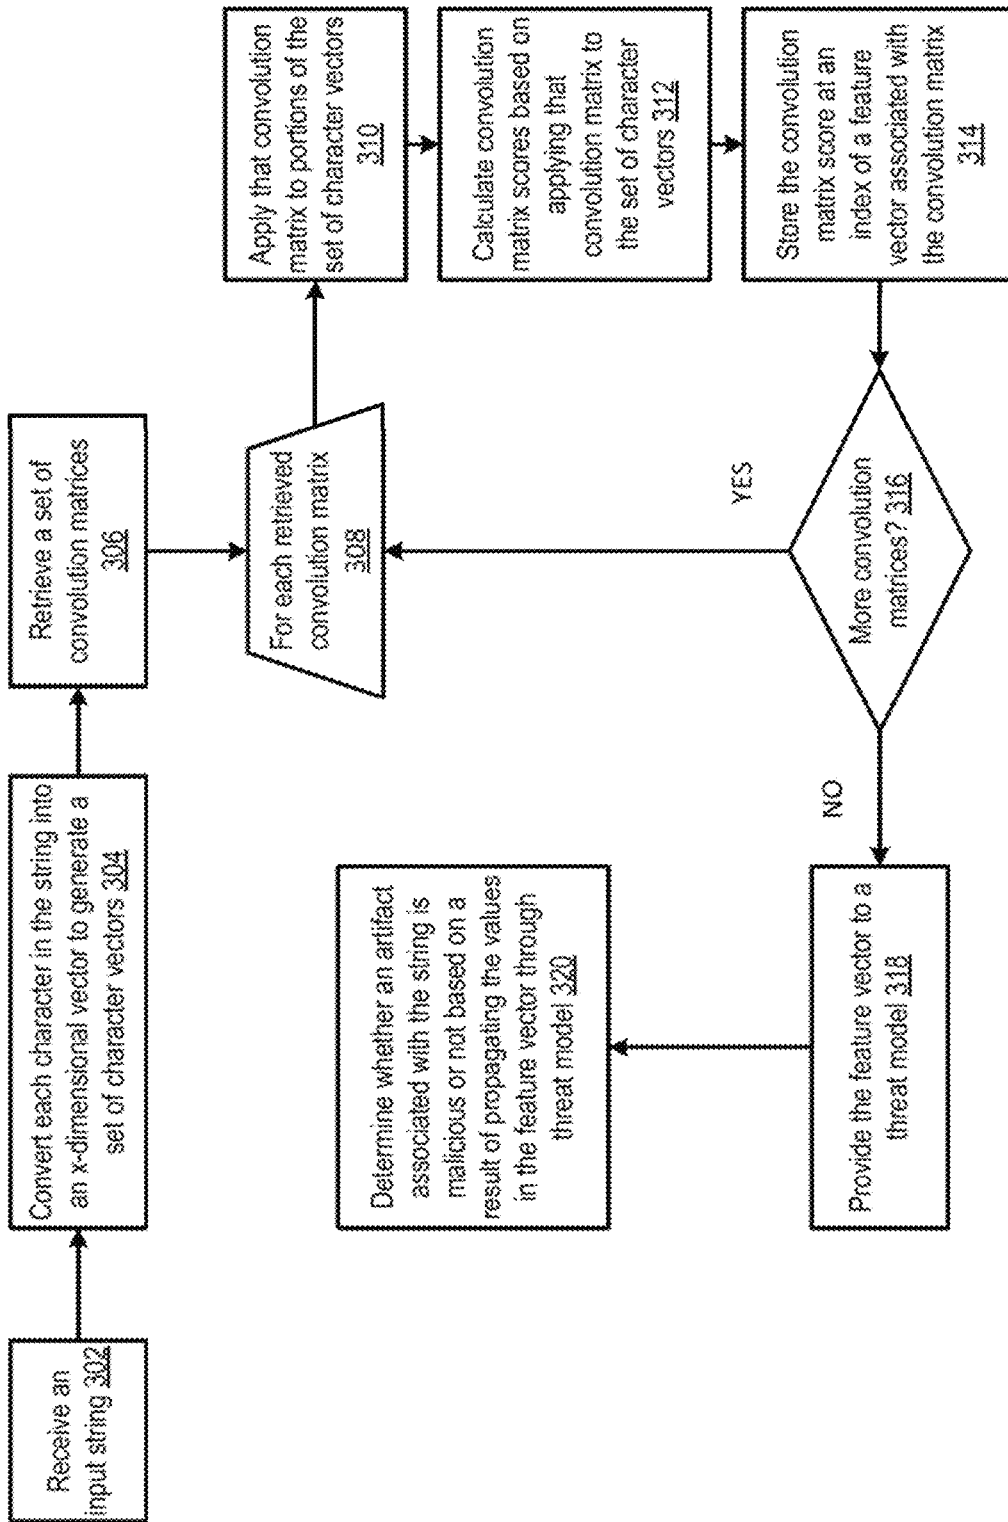 Receive an
input string 302
Convert each character in the string into
an x-dimensional vector to generate a
set of character vectors 304
Retrieve a set of
convolution matrices
306
For each retrieved
convolution matrix
308
Apply that convolution
matrix to portions of the
set of character vectors
310
Calculate convolution
matrix scores based on
applying that
convolution matrix to
the set of character
vectors 312
Store the convolution
matrix score at an
index of a feature
vector associated with
the convolution matrix
314
More convolution
matrices? 316
YES
NO
Provide the feature vector to a
threat model 318
Determine whether an artifact
associated with the string is
malicious or not based on a
result of propagating the values
in the feature vector through
threat model 320